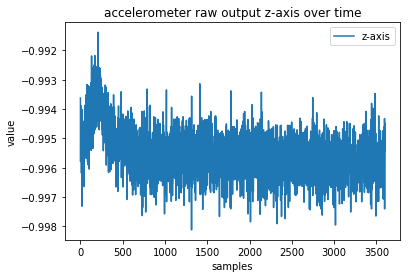 accelerometer raw output z-axis over time
z-axis
−0.992
−0.993
−0.994
−0.995
−0.996
−0.997
−0.998
value
0 500 1000 1500 2000 2500 3000 3500
samples